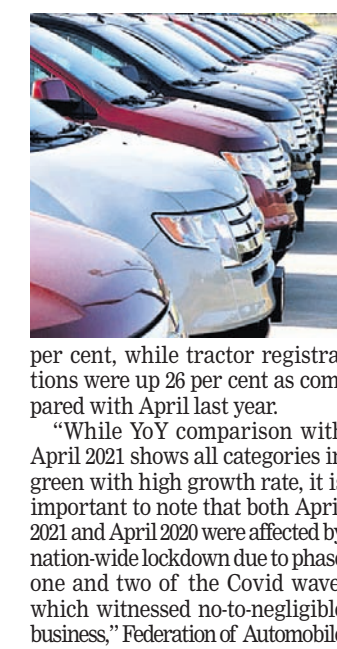 per cent, while tractor registra
tions were up 26 per cent as com
pared with April last year.
“While YoY comparison with
April 2021 shows all categories in
green with high growth rate, it is
important to note that both Apri
2021 and April 2020 were affected by
nation-wide lockdown due to phase
one and two of the Covid wave
which witnessed no-to-negligible
business,” Federation of Automobile